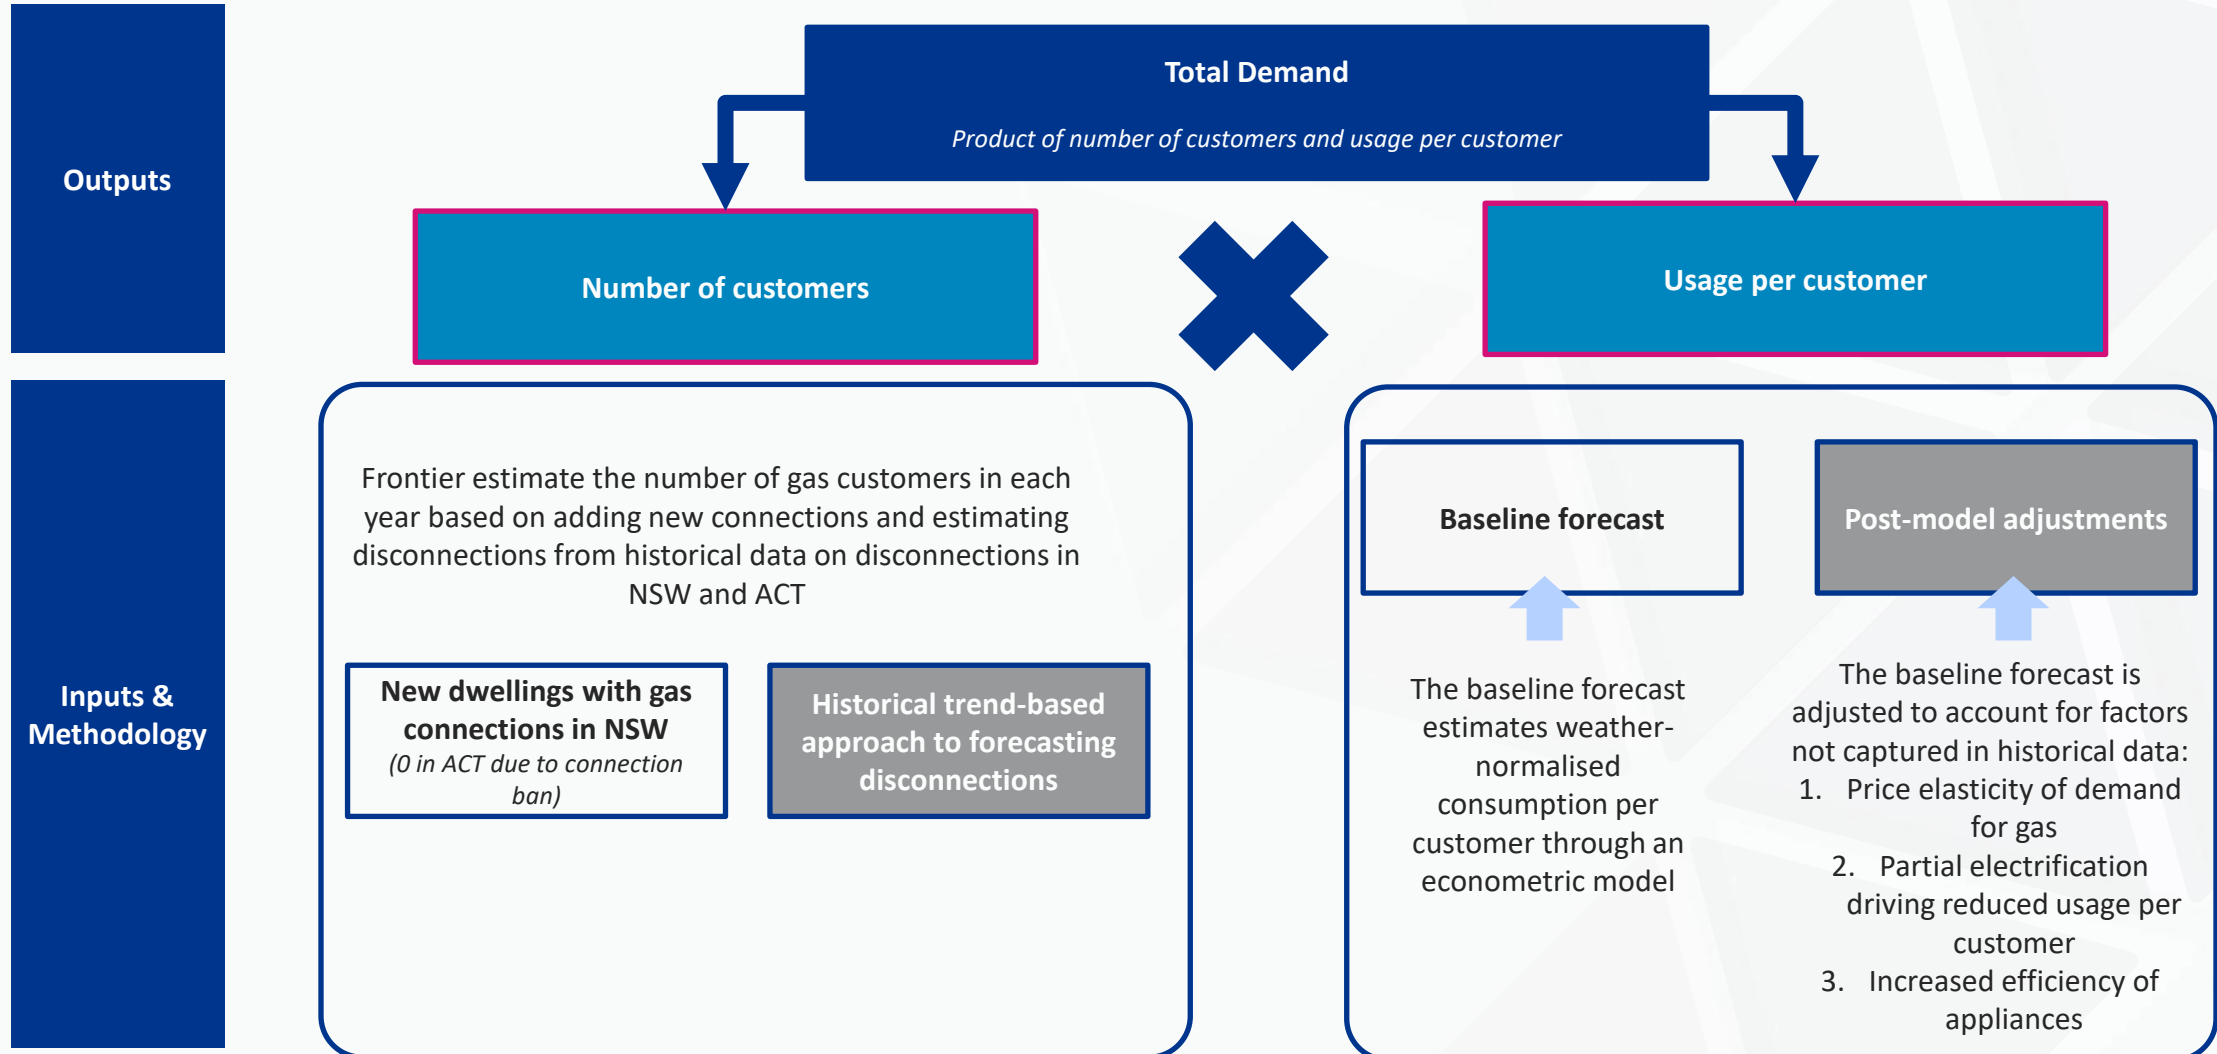 Outputs
Total Demand
Product of number of customers and usage per customer
Number of customers
Usage per customer
Inputs &
Methodology
Frontier estimate the number of gas customers in each
year based on adding new connections and estimating
disconnections from historical data on disconnections in
NSW and ACT
New dwellings with gas
connections in NSW
(0 in ACT due to connection
ban)
Historical trend-based
approach to forecasting
disconnections
Baseline forecast
The baseline forecast
estimates weather-
normalised
consumption per
customer through an
econometric model
Post-model adjustments
The baseline forecast is
adjusted to account for factors
not captured in historical data:
1. Price elasticity of demand
for gas
2. Partial electrification
driving reduced usage per
customer
3. Increased efficiency of
appliances